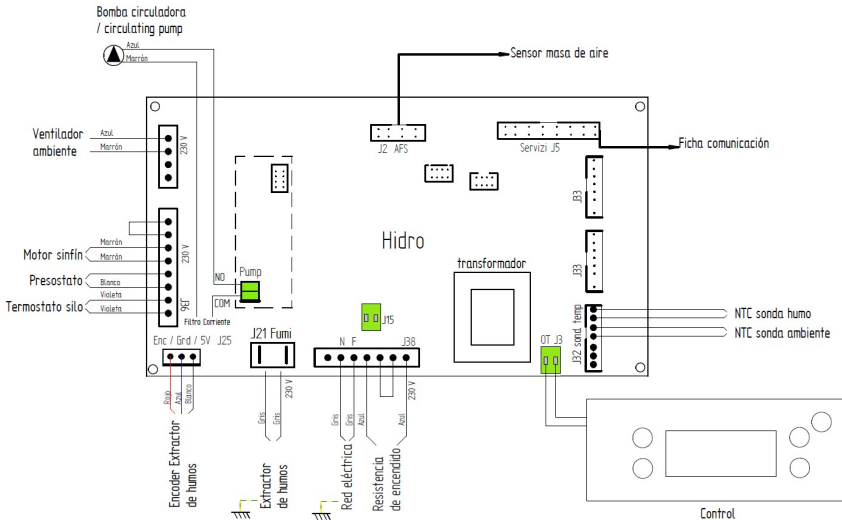 Bomba circuladora
/ circulating pump
Azul
Marrón
Sensor masa de aire
J2 AFS
Servizi J5
Ficha comunicación
Ventilador
ambiente
Azul
Marrón
230 V
J33
Hidro
Motor sinfín
Marrón
Marrón
230 V
Presostato
Blanco
Termostato silo
Violeta
Violeta
NO
Pump
COM
Filtro Corriente
transformador
J33
J15
NTC sonda humo
NTC sonda ambiente
J32 sond temp
Enc / Grd / 5V J25
J21 Fumi
N F
J38
OT J3
Rojo
Azul
Blanco
Gris
Gris
230 V
Gris
Gris
Azul
Azul
230 V
Encoder Extractor
de humos
Extractor
de humos
Red eléctrica
Resistencia
de encendido
Control